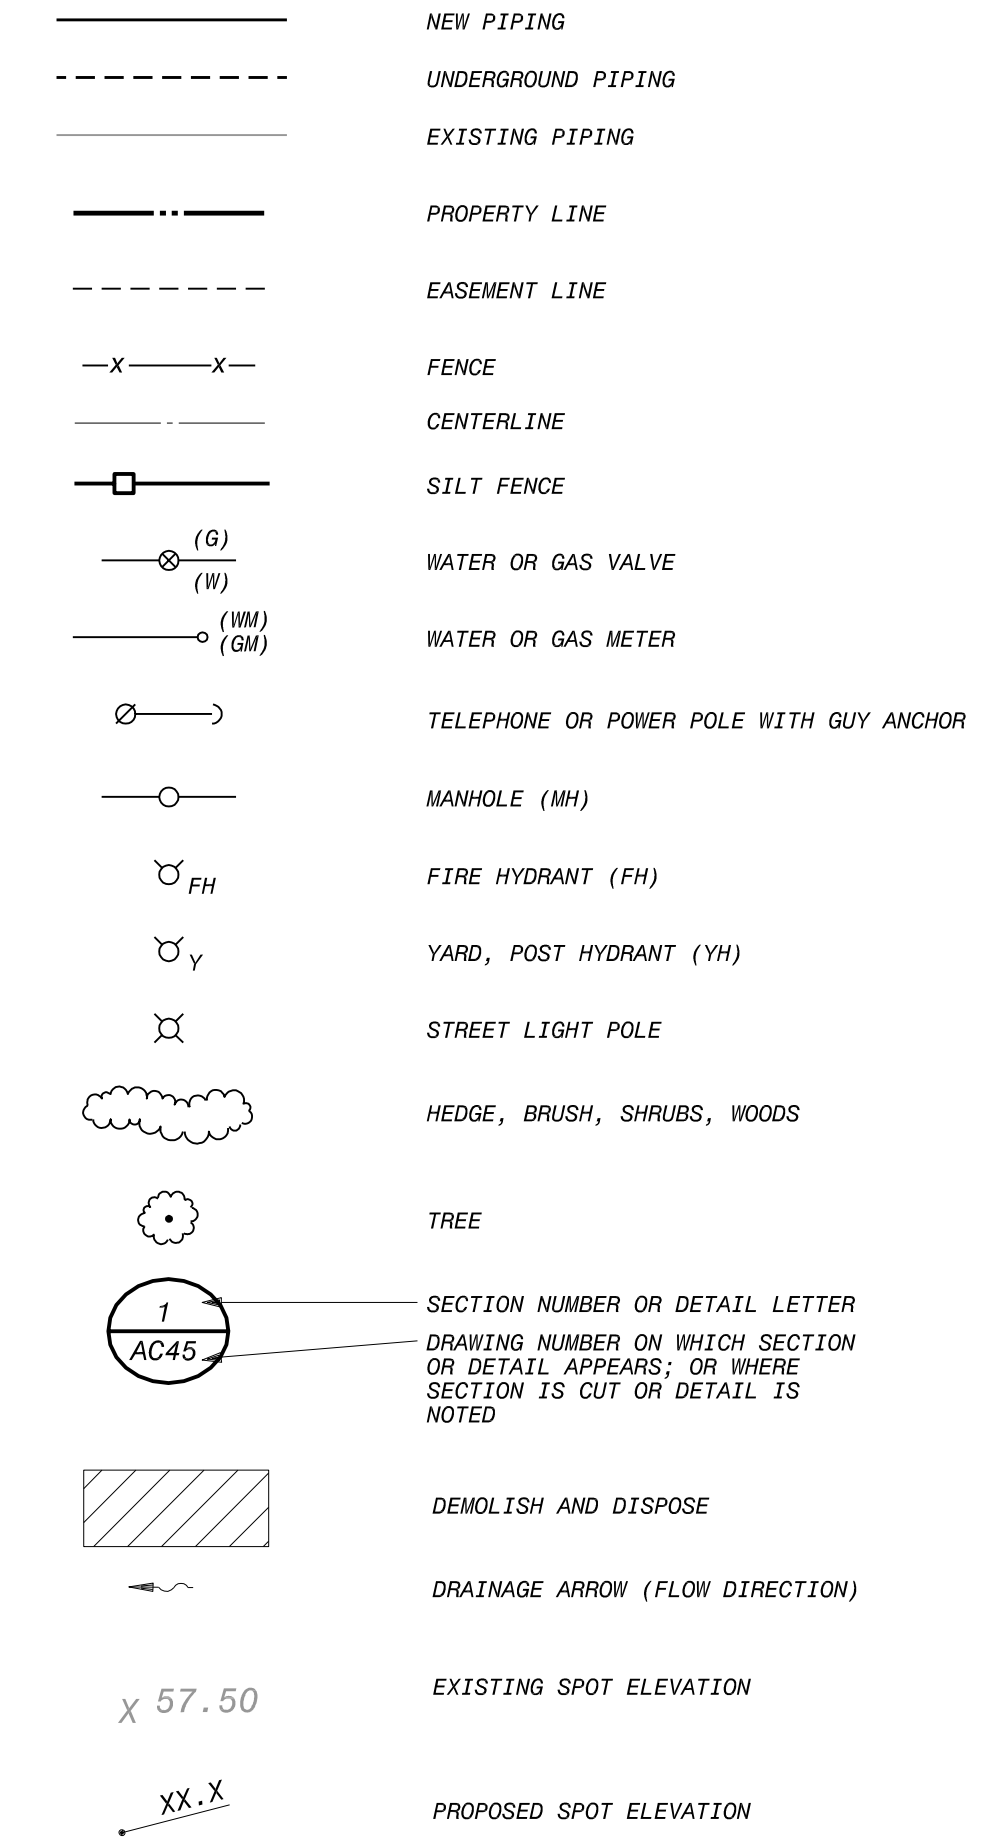 NEW PIPING
UNDERGROUND PIPING
EXISTING PIPING
PROPERTY LINE
EASEMENT LINE
X X FENCE
CENTERLINE
SILT FENCE
(G)
WATER OR GAS VALVE
(W)
(WM)
(GM) WATER OR GAS METER
TELEPHONE OR POWER POLE WITH GUY ANCHOR
MANHOLE (MH)
FH FIRE HYDRANT (FH)
Y YARD, POST HYDRANT (YH)
STREET LIGHT POLE
HEDGE, BRUSH, SHRUBS, WOODS
TREE
1 SECTION NUMBER OR DETAIL LETTER
AC45 DRAWING NUMBER ON WHICH SECTION
OR DETAIL APPEARS; OR WHERE
SECTION IS CUT OR DETAIL IS
NOTED
DEMOLISH AND DISPOSE
DRAINAGE ARROW (FLOW DIRECTION)
X 57.50 EXISTING SPOT ELEVATION
XX.X PROPOSED SPOT ELEVATION